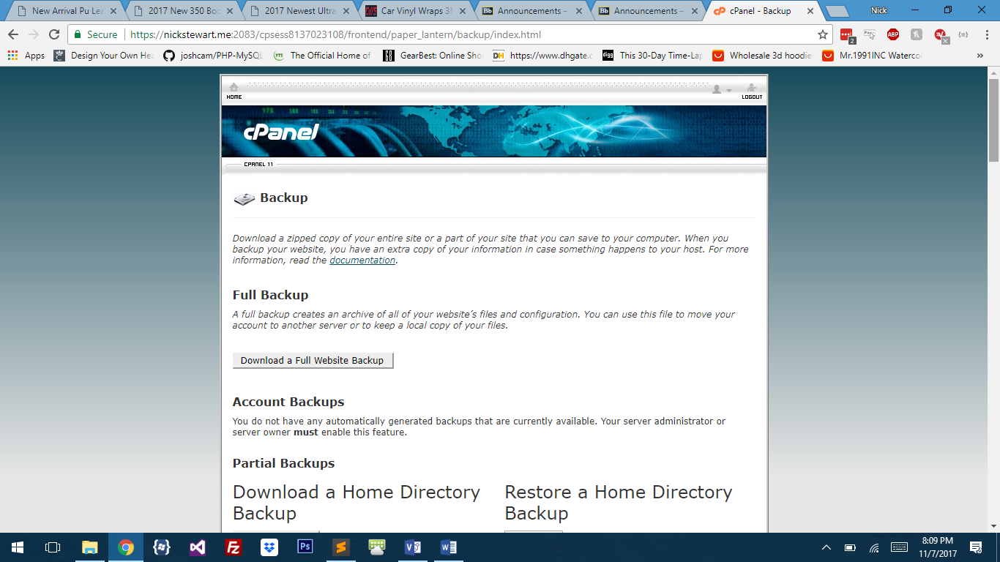 New Arrival Pu Lea
2017 New 350 Boo
2017 Newest Ultra
Car Vinyl Wraps 3
Announcements –
Announcements –
cPanel - Backup
Nick
Secure
https://nickstewart.me:2083/cpsess8137023108/frontend/paper_lantern/backup/index.html
2
ABP
Apps
Design Your Own Hea
joshcam/PHP-MySQL
The Official Home of
GearBest: Online Sho
https://www.dhgate.c
This 30-Day Time-Lap
Wholesale 3d hoodie
Mr.1991INC Waterco
HOME
LOGOUT
cPanel
CPANEL 11
Backup
Download a zipped copy of your entire site or a part of your site that you can save to your computer. When you
backup your website, you have an extra copy of your information in case something happens to your host. For more
information, read the documentation.
Full Backup
A full backup creates an archive of all of your website’s files and configuration. You can use this file to move your
account to another server or to keep a local copy of your files.
Download a Full Website Backup
Account Backups
You do not have any automatically generated backups that are currently available. Your server administrator or
server owner must enable this feature.
Partial Backups
Download a Home Directory
Backup
Restore a Home Directory
Backup
8:09 PM
11/7/2017